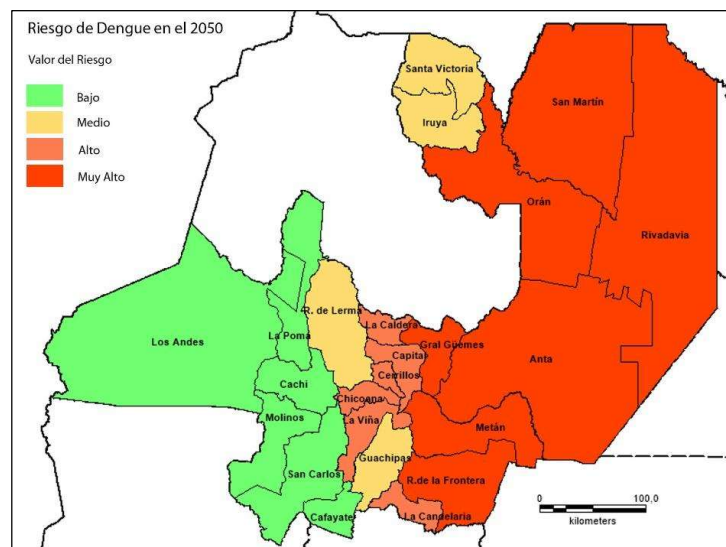 Riesgo de Dengue en el 2050
Valor del Riesgo
Bajo
Medio
Alto
Muy Alto
Santa Victoria
Iruya
San Martín
Orán
Rivadavia
R. de Lerma
La Caldera
Los Andes
La Poma
Capital
Gral Güemes
Anta
Cerrillos
Cachi
Chicoana
Molinos
La Viña
Metán
Guachipas
San Carlos
R.de la Frontera
Cafayate
La Candelaria
0 100,0
kilometers